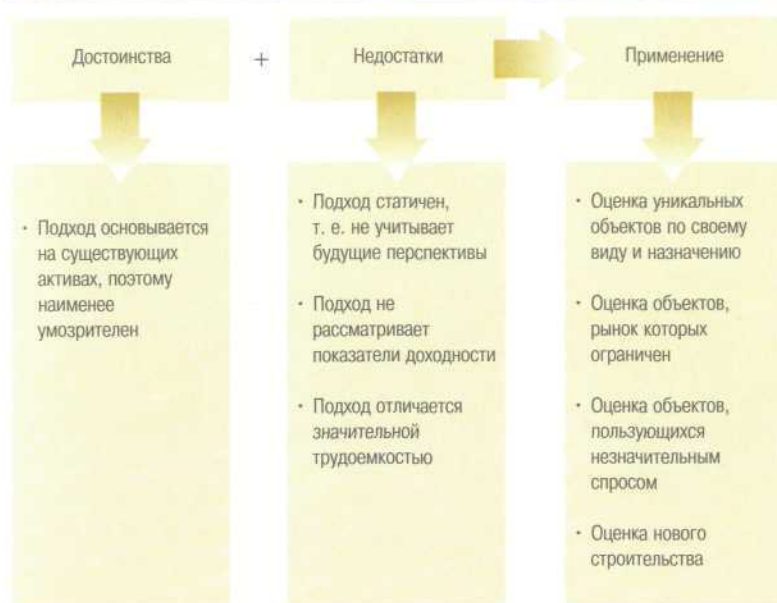 Достоинства
+
Недостатки
Применение
• Подход основывается
на существующих
активах, поэтому
наименее
умозрителен
• Подход статичен,
т. е. не учитывает
будущие перспективы
• Подход не
рассматривает
показатели доходности
• Подход отличается
значительной
трудоемкостью
• Оценка уникальных
объектов по своему
виду и назначению
• Оценка объектов,
рынок которых
ограничен
• Оценка объектов,
пользующихся
незначительным
спросом
• Оценка нового
строительства